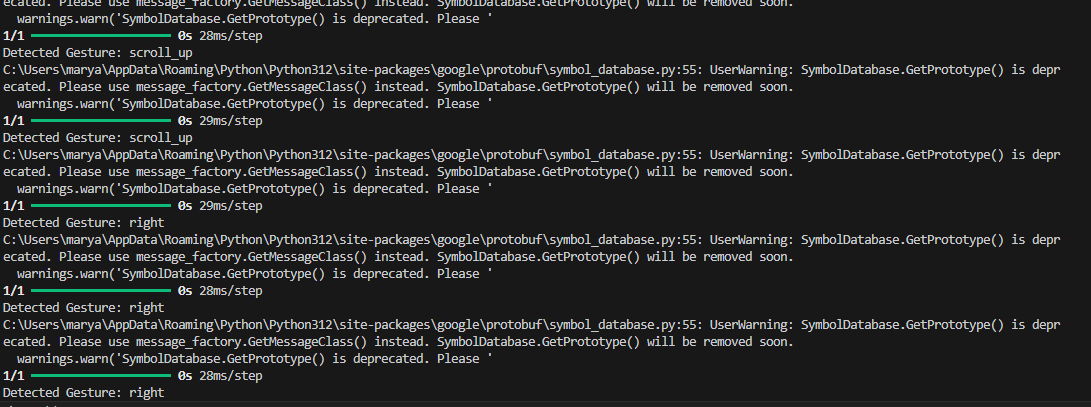 ecated. Please use message_factory.GetMessageClass() instead. SymbolDatabase.GetPrototype() will be removed soon.
  warnings.warn('SymbolDatabase.GetPrototype() is deprecated. Please '
1/1 ━━━━━━━━━━━━━━━━━━━━ 0s 28ms/step
Detected Gesture: scroll_up
C:\Users\marya\AppData\Roaming\Python\Python312\site-packages\google\protobuf\symbol_database.py:55: UserWarning: SymbolDatabase.GetPrototype() is depr
ecated. Please use message_factory.GetMessageClass() instead. SymbolDatabase.GetPrototype() will be removed soon.
  warnings.warn('SymbolDatabase.GetPrototype() is deprecated. Please '
1/1 ━━━━━━━━━━━━━━━━━━━━ 0s 29ms/step
Detected Gesture: scroll_up
C:\Users\marya\AppData\Roaming\Python\Python312\site-packages\google\protobuf\symbol_database.py:55: UserWarning: SymbolDatabase.GetPrototype() is depr
ecated. Please use message_factory.GetMessageClass() instead. SymbolDatabase.GetPrototype() will be removed soon.
  warnings.warn('SymbolDatabase.GetPrototype() is deprecated. Please '
1/1 ━━━━━━━━━━━━━━━━━━━━ 0s 29ms/step
Detected Gesture: right
C:\Users\marya\AppData\Roaming\Python\Python312\site-packages\google\protobuf\symbol_database.py:55: UserWarning: SymbolDatabase.GetPrototype() is depr
ecated. Please use message_factory.GetMessageClass() instead. SymbolDatabase.GetPrototype() will be removed soon.
  warnings.warn('SymbolDatabase.GetPrototype() is deprecated. Please '
1/1 ━━━━━━━━━━━━━━━━━━━━ 0s 28ms/step
Detected Gesture: right
C:\Users\marya\AppData\Roaming\Python\Python312\site-packages\google\protobuf\symbol_database.py:55: UserWarning: SymbolDatabase.GetPrototype() is depr
ecated. Please use message_factory.GetMessageClass() instead. SymbolDatabase.GetPrototype() will be removed soon.
  warnings.warn('SymbolDatabase.GetPrototype() is deprecated. Please '
1/1 ━━━━━━━━━━━━━━━━━━━━ 0s 28ms/step
Detected Gesture: right